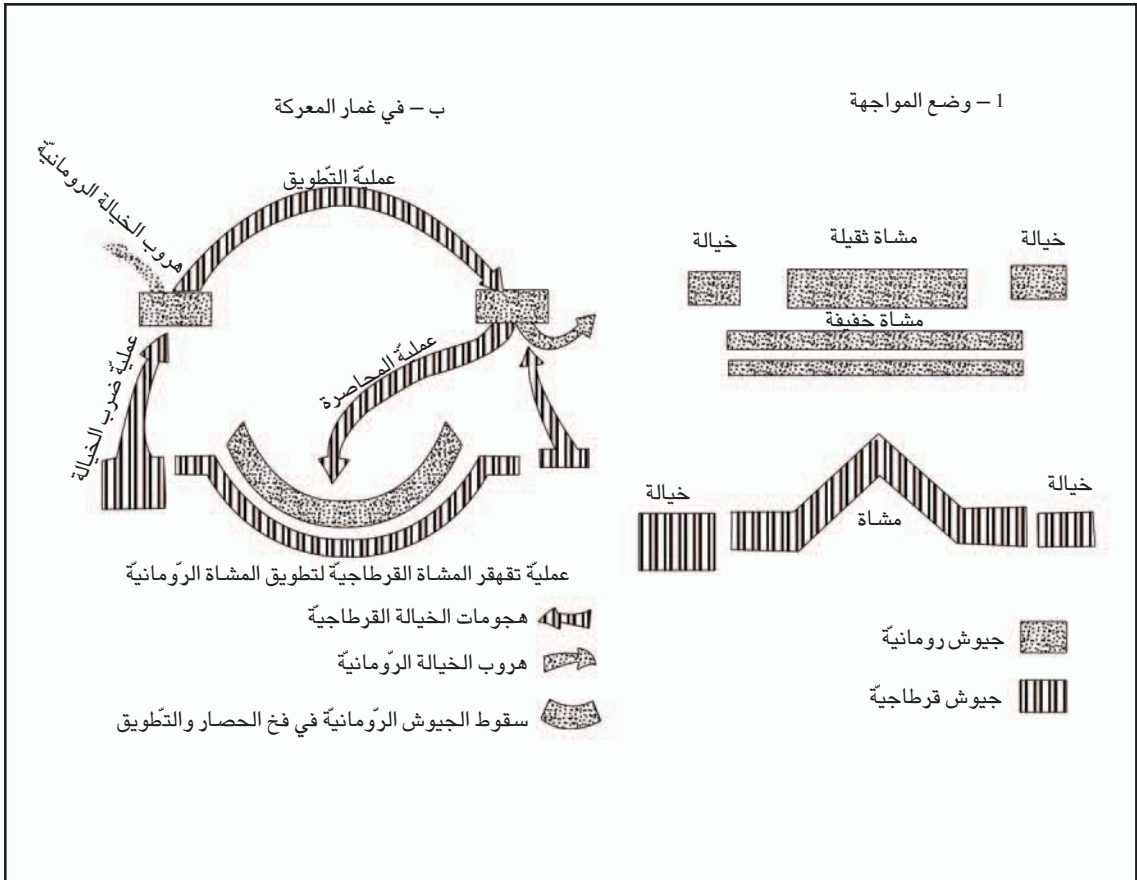 1 – وضع المواجهة
خيالة
مشاة ثقيلة
خيالة
مشاة خفيفة
خيالة
مشاة
خيالة
جيوش رومانيّة
جيوش قرطاجيّة
ب – في غمار المعركة
عمليّة التّطويق
هروب الخيالة الرومانيّة
عمليّة المحاصرة
عمليّة ضرب الخيالة
عمليّة تقهقر المشاة القرطاجيّة لتطويق المشاة الرّومانيّة
هجومات الخيالة القرطاجيّة
هروب الخيالة الرّومانيّة
سقوط الجيوش الرّومانيّة في فخ الحصار والتّطويق